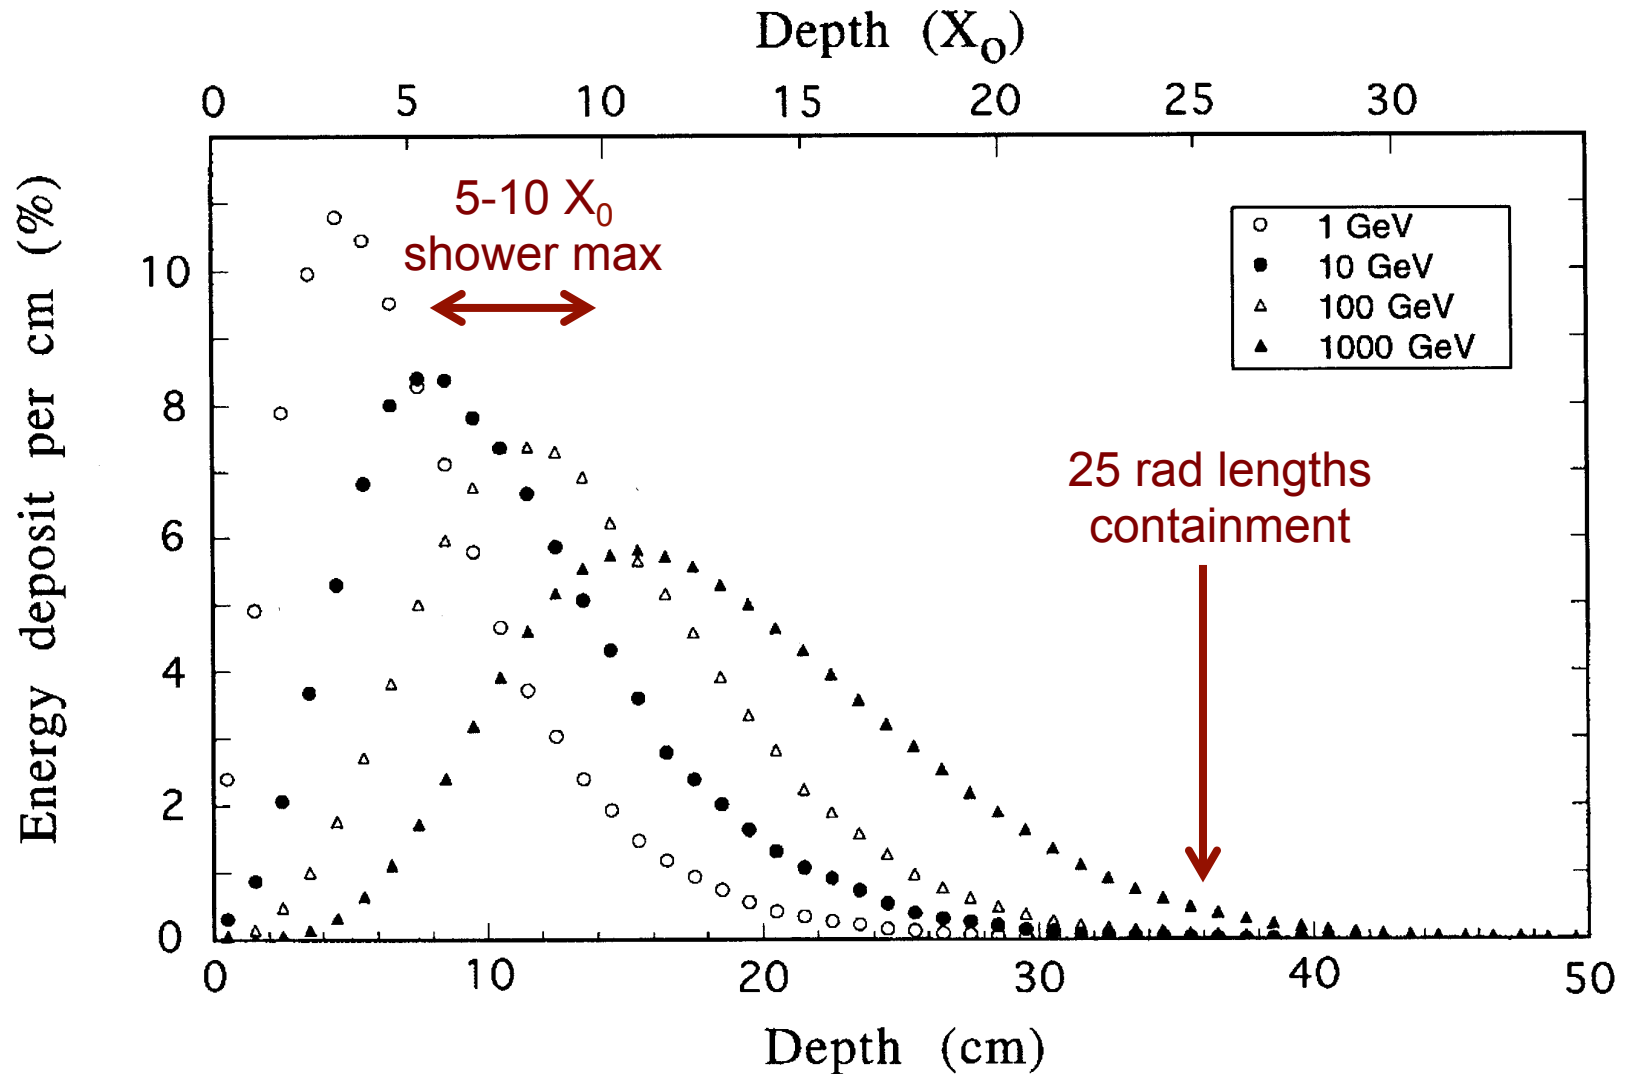 Depth (X₀)
0 5 10 15 20 25 30
Energy deposit per cm (%)
10
8
6
4
2
0
5-10 X₀
shower max
1 GeV
10 GeV
100 GeV
1000 GeV
25 rad lengths
containment
0 10 20 30 40 50
Depth (cm)